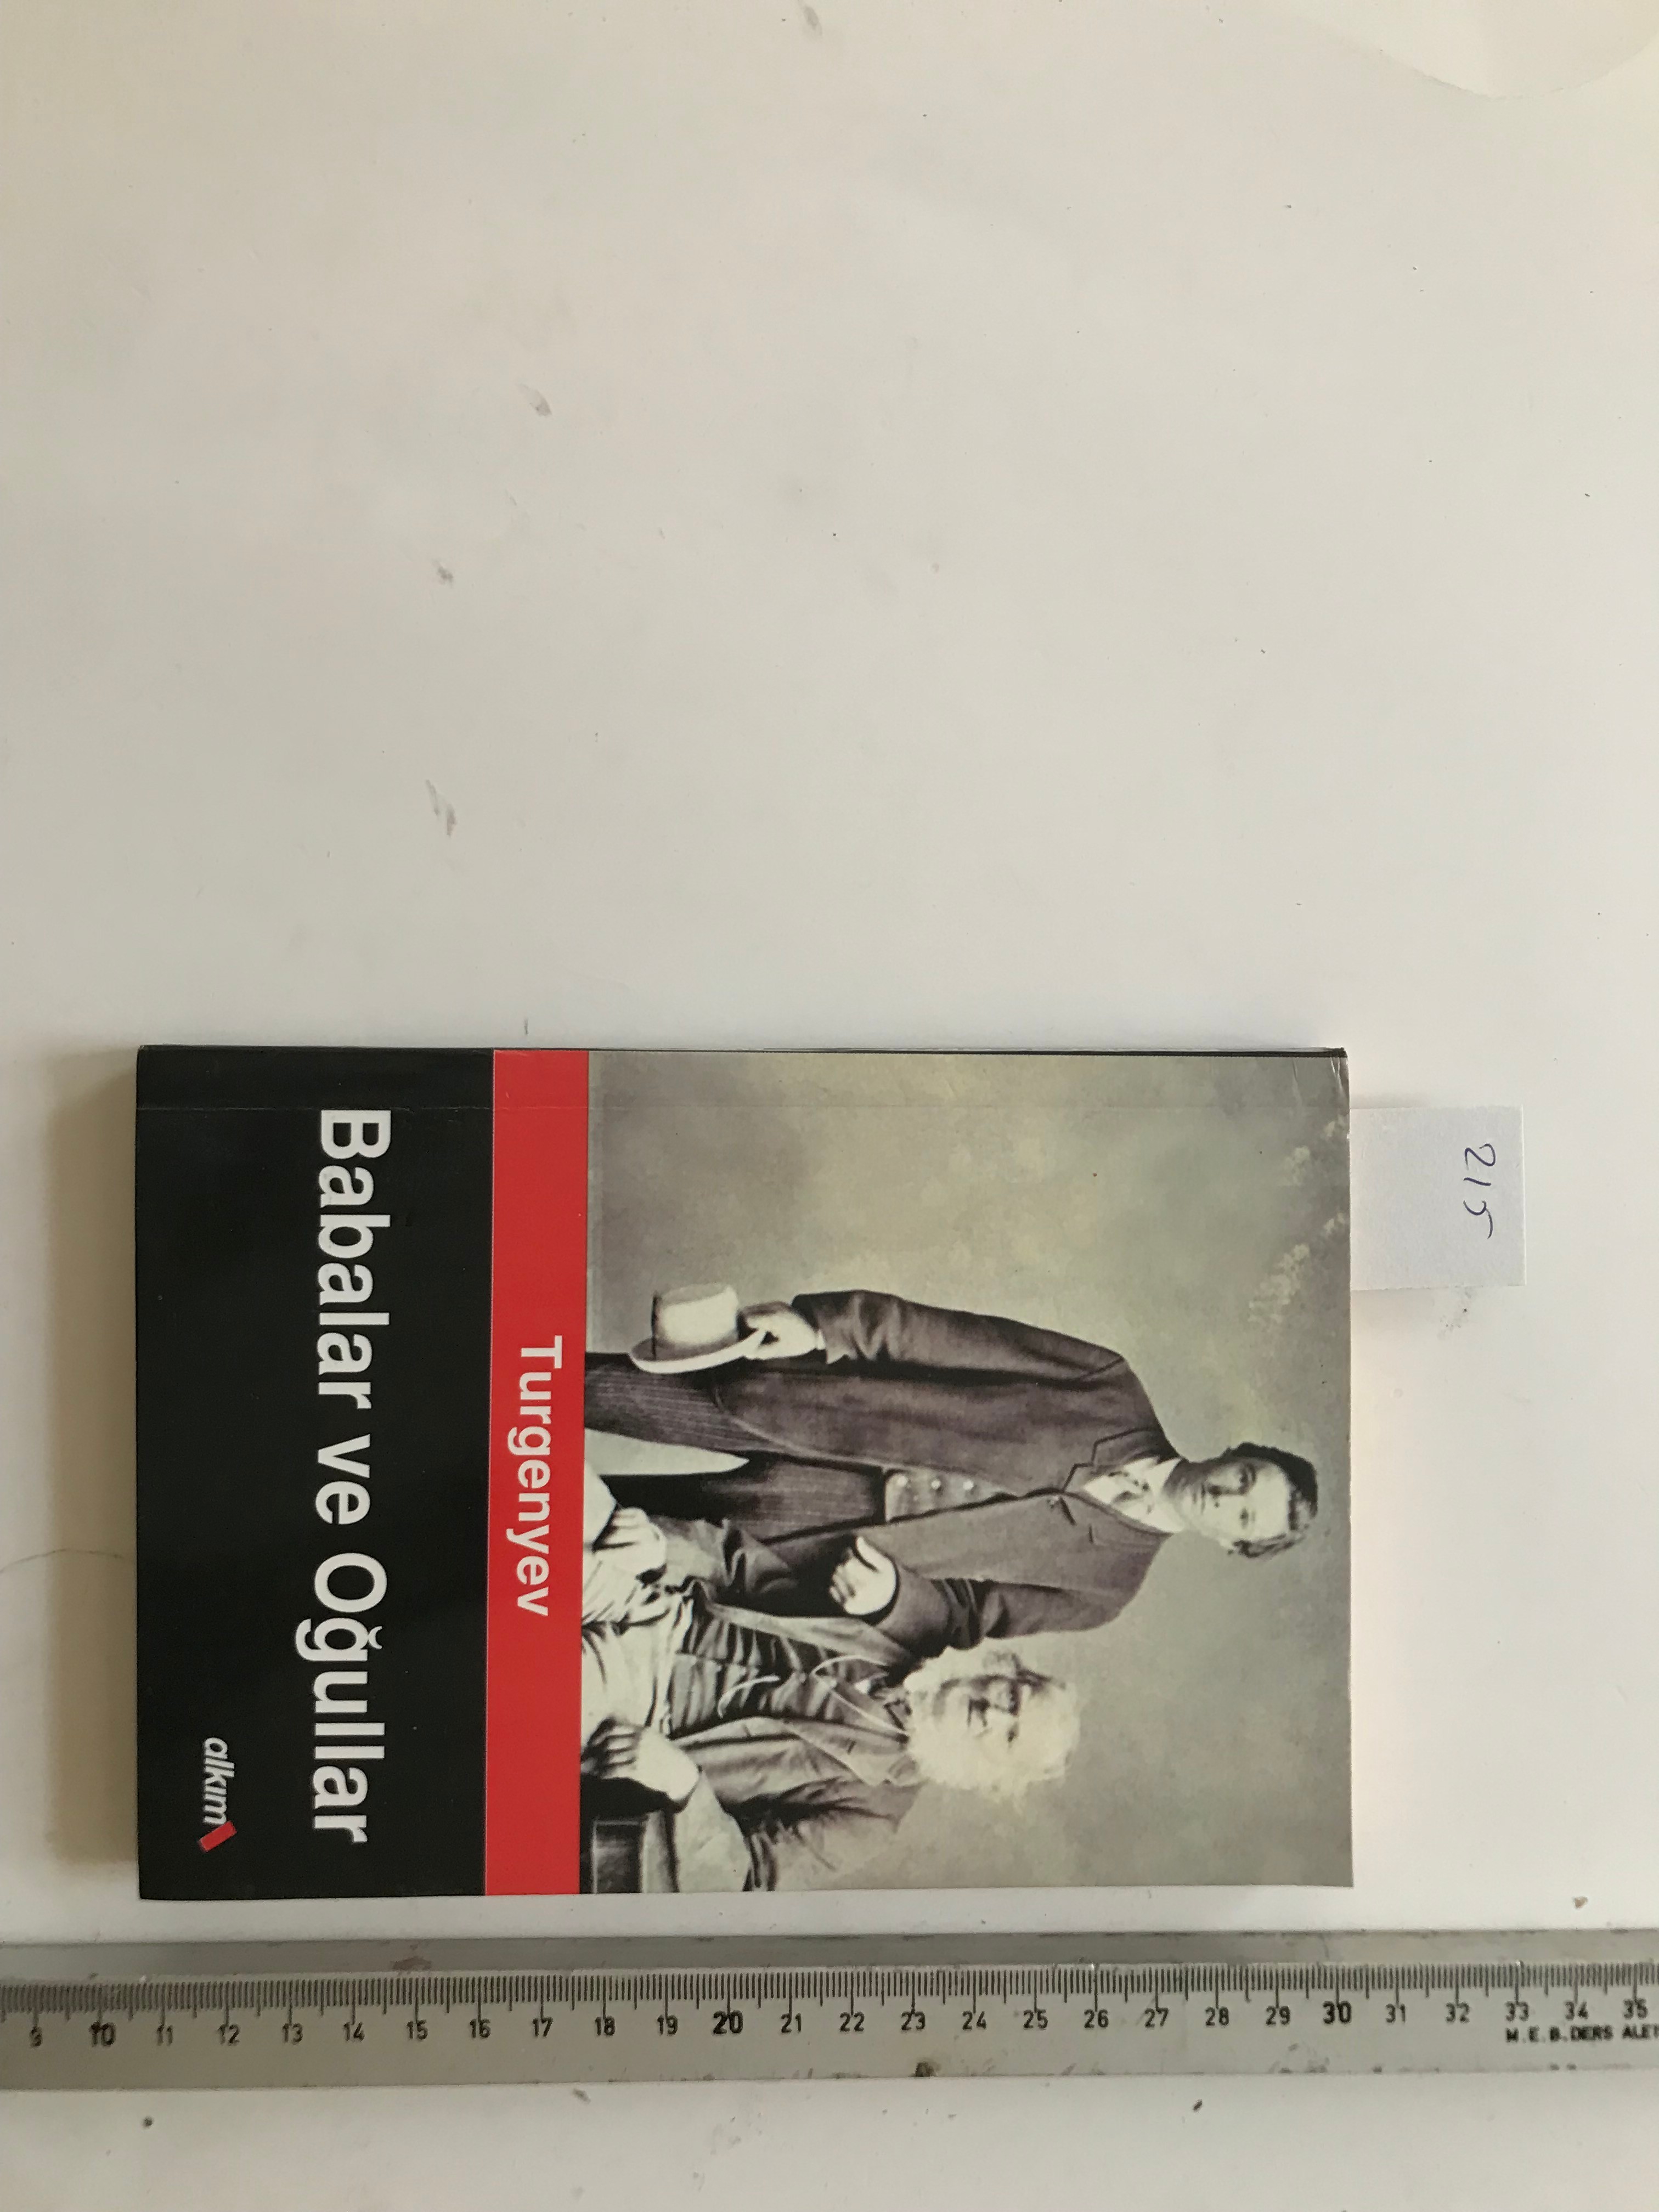 215
Turgenyev
Babalar ve Oğullar
alkım
9 10 11 12 13 14 15 16 17 18 19 20 21 22 23 24 25 26 27 28 29 30 31 32 33 34 35
M.E.B. DERS ALET